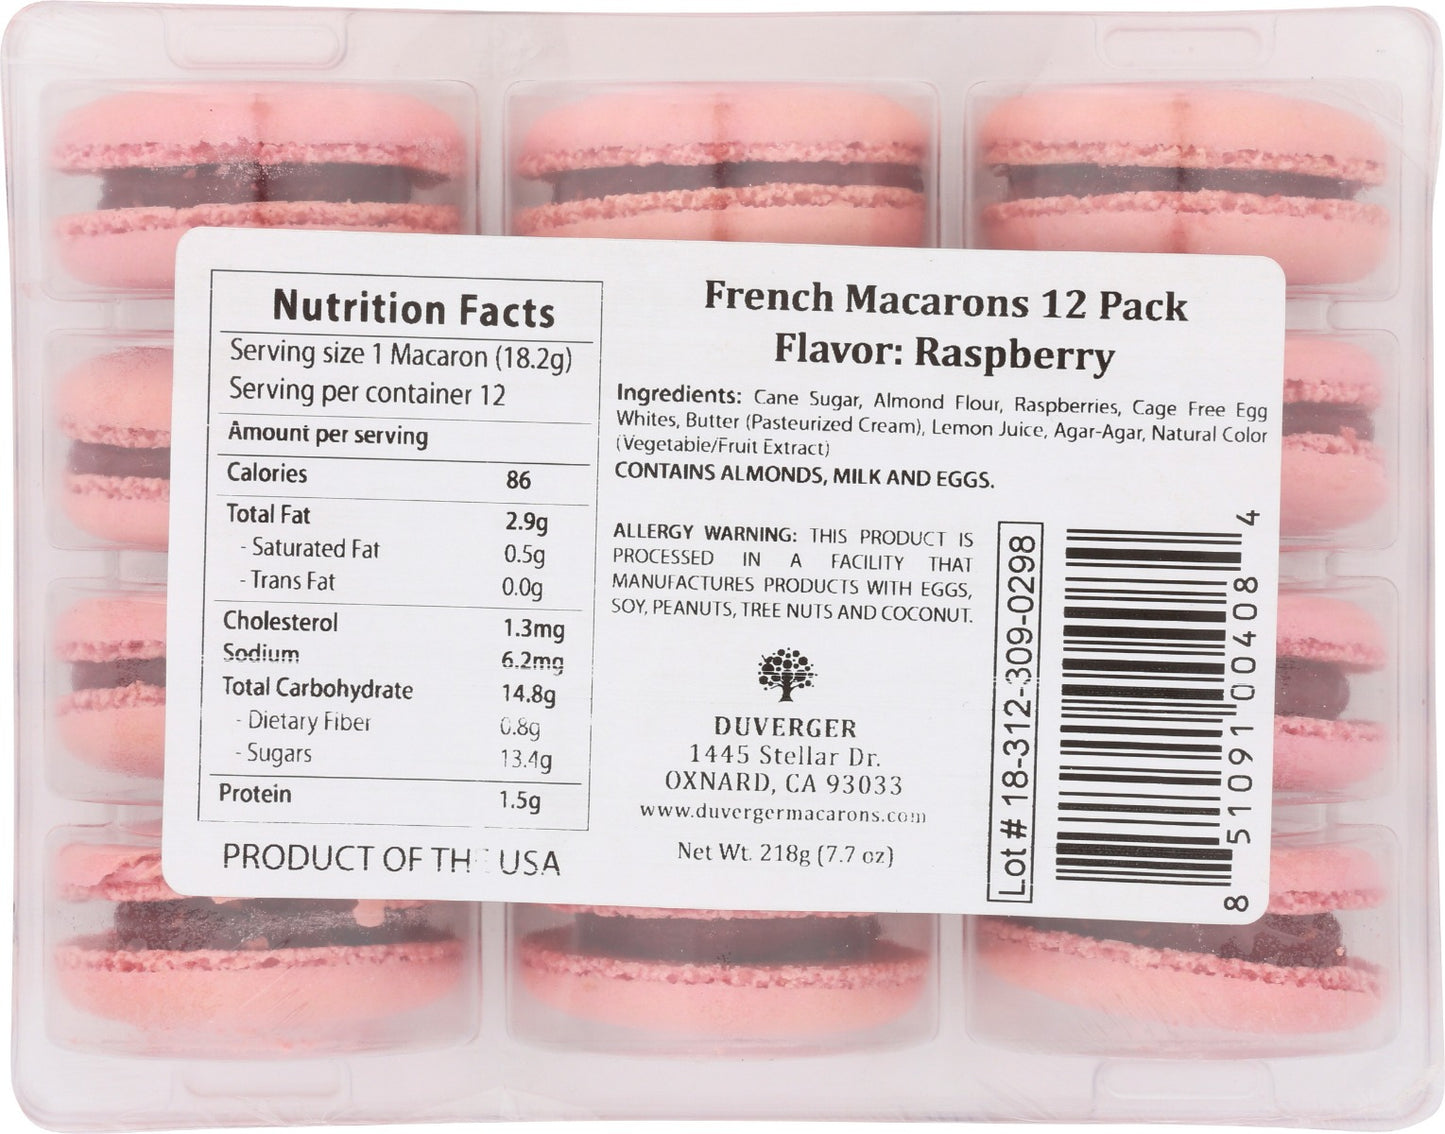 Nutrition Facts
Serving size 1 Macaron (18.2g)
Serving per container 12
Amount per serving
Calories 86
Total Fat 2.9g
- Saturated Fat 0.5g
- Trans Fat 0.0g
Cholesterol 1.3mg
Sodium 6.2mg
Total Carbohydrate 14.8g
- Dietary Fiber 0.8g
- Sugars 13.4g
Protein 1.5g
PRODUCT OF TH USA
French Macarons 12 Pack
Flavor: Raspberry
Ingredients: Cane Sugar, Almond Flour, Raspberries, Cage Free Egg
Whites, Butter (Pasteurized Cream), Lemon Juice, Agar-Agar, Natural Color
(Vegetable/Fruit Extract)
CONTAINS ALMONDS, MILK AND EGGS.
ALLERGY WARNING: THIS PRODUCT IS
PROCESSED IN A FACILITY THAT
MANUFACTURES PRODUCTS WITH EGGS,
SOY, PEANUTS, TREE NUTS AND COCONUT.
DUVERGER
1445 Stellar Dr.
OXNARD, CA 93033
www.duvergermacarons.com
Net Wt. 218g (7.7 oz)
Lot # 18-312-309-0298
8 51091 00408 4